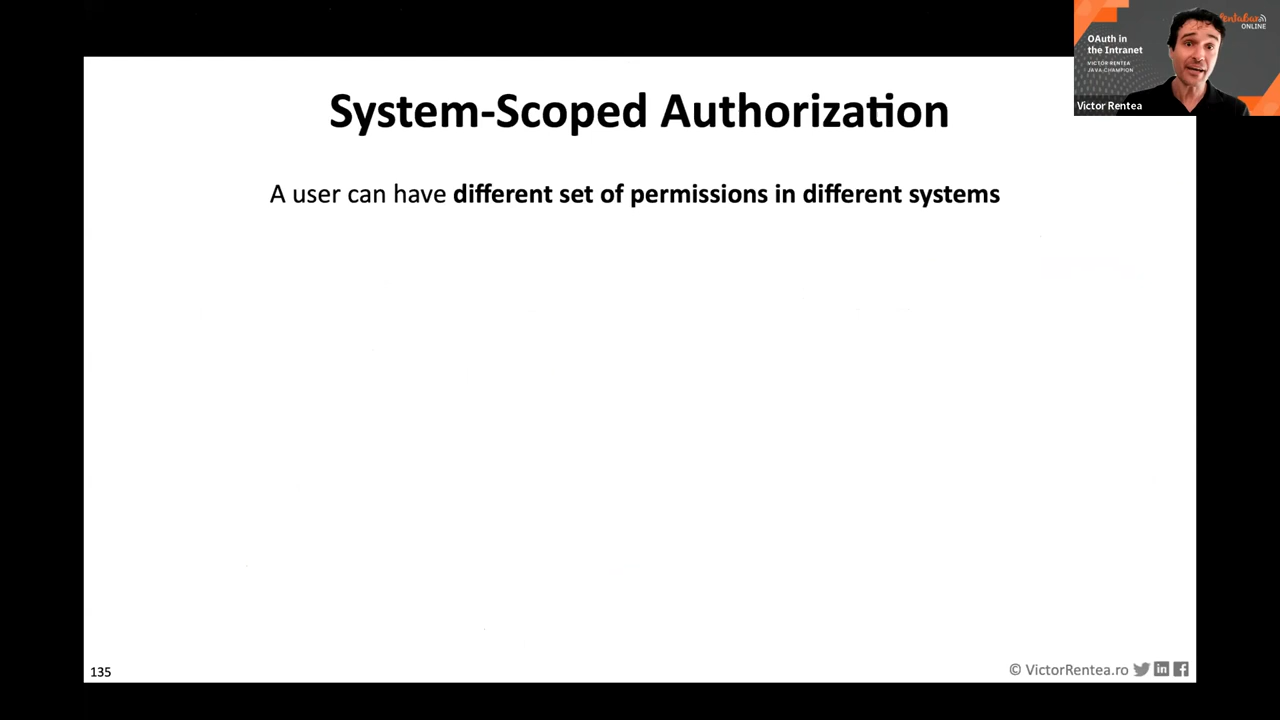 OAuth in
the Intranet
VICTOR RENTEA
JAVA CHAMPION
ONLINE
Victor Rentea
System-Scoped Authorization
A user can have different set of permissions in different systems
135
© VictorRentea.ro